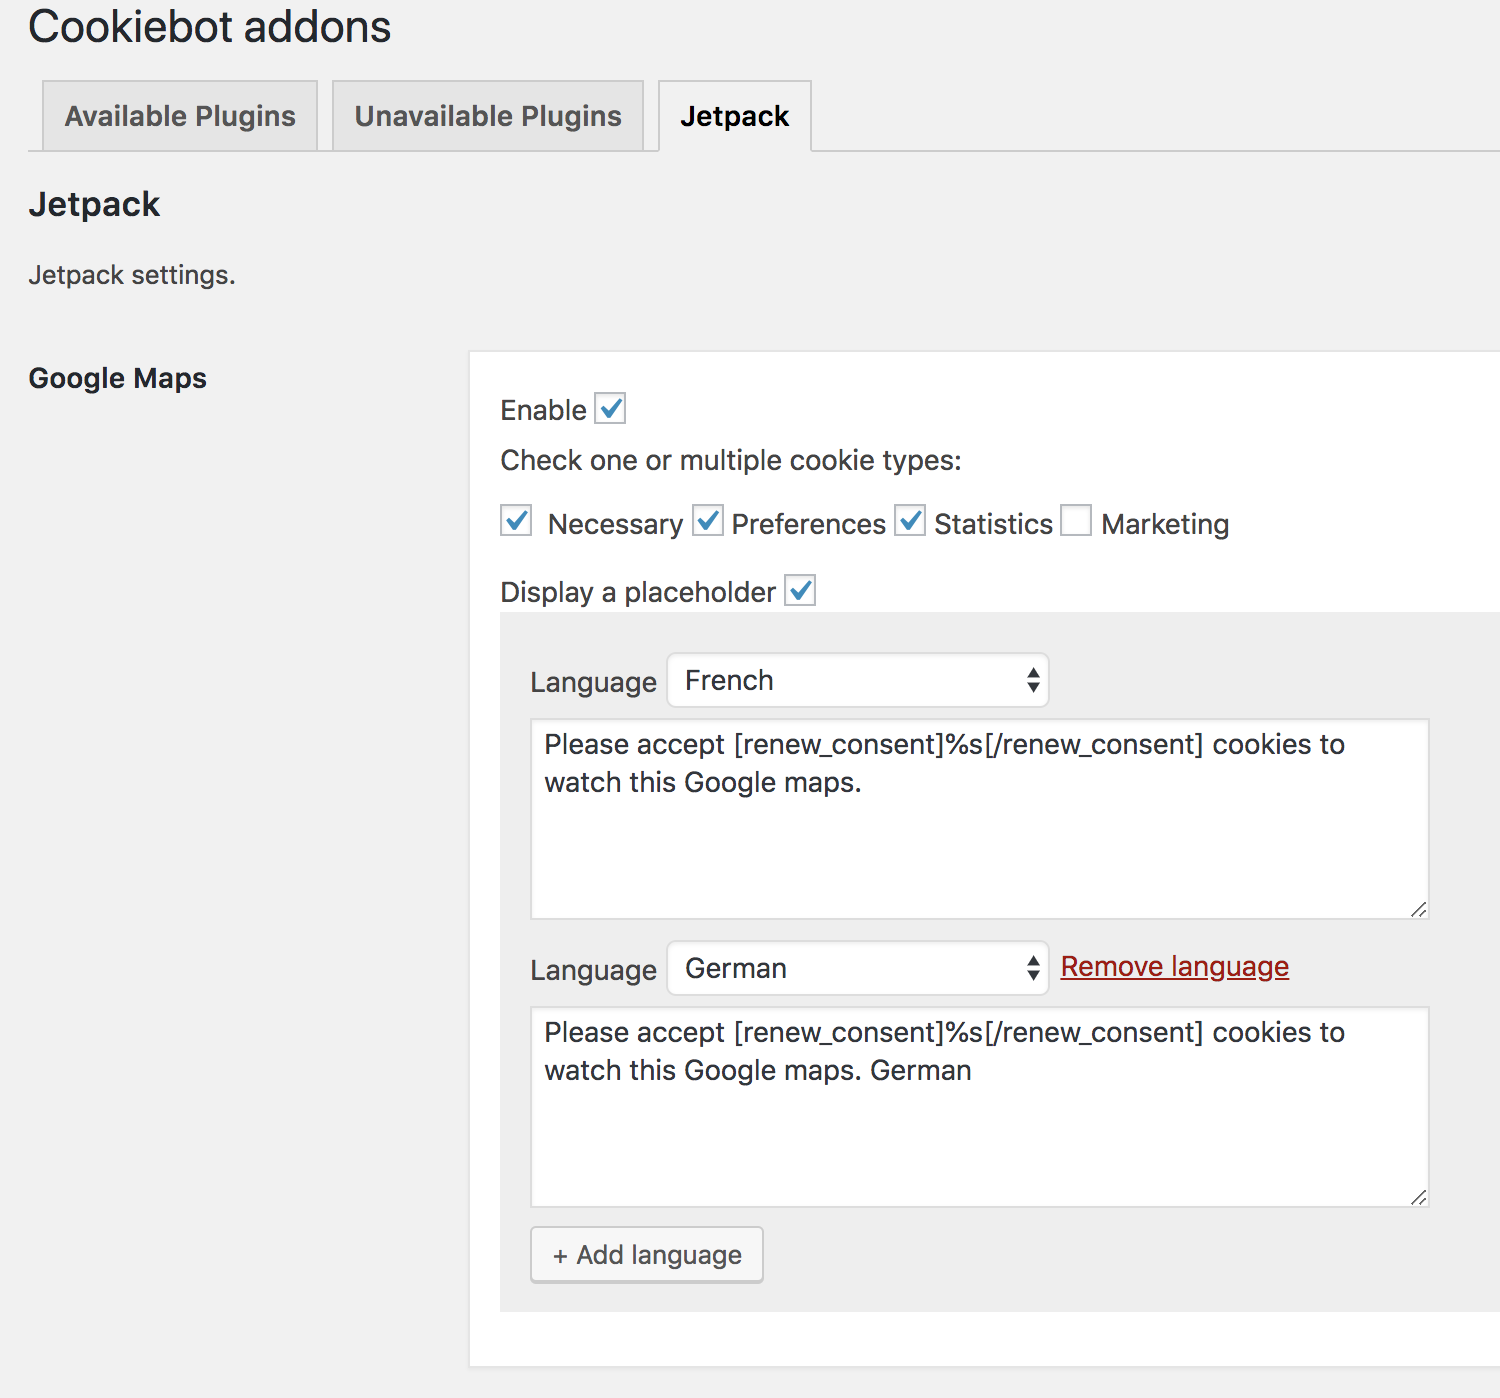 Cookiebot addons
Available Plugins Unavailable Plugins Jetpack
Jetpack
Jetpack settings.
Google Maps
Enable
Check one or multiple cookie types:
Necessary Preferences Statistics Marketing
Display a placeholder
Language French
Please accept [renew_consent]%s[/renew_consent] cookies to
watch this Google maps.
Language German Remove language
Please accept [renew_consent]%s[/renew_consent] cookies to
watch this Google maps. German
+ Add language